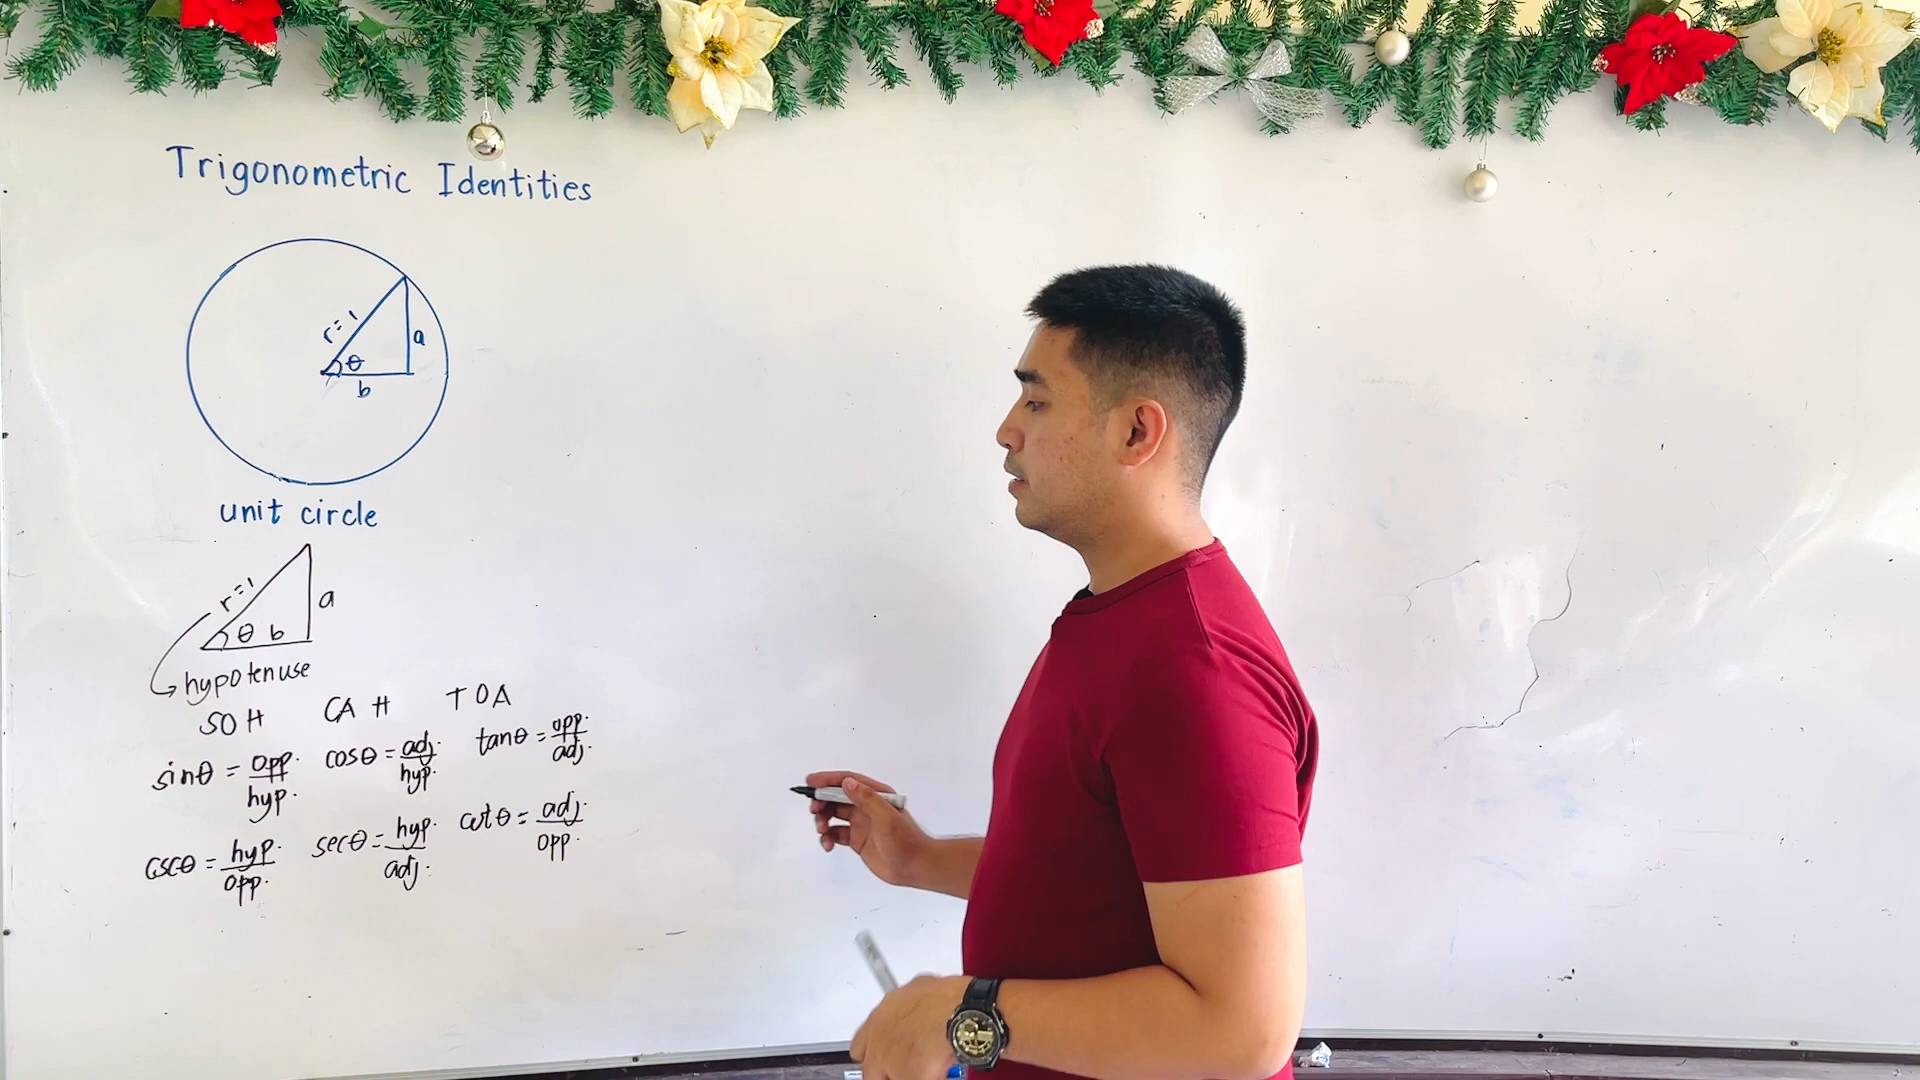 Trigonometric Identities
r=1
a
θ
b
unit circle
r=1
a
θ b
hypotenuse
SOH CAH TOA
sinθ = opp. / hyp. cosθ = adj. / hyp. tanθ = opp. / adj.
cscθ = hyp. / opp. secθ = hyp. / adj. cotθ = adj. / opp.